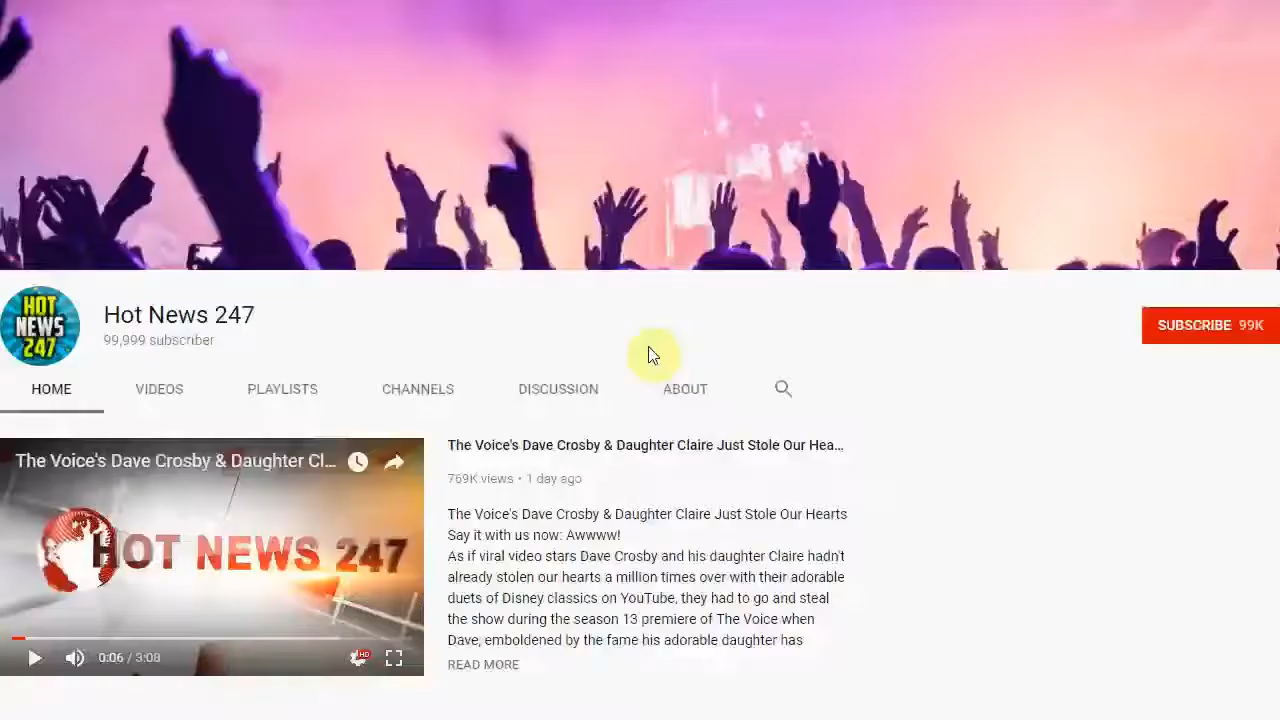 HOT
NEWS
247
Hot News 247
99,999 subscriber
SUBSCRIBE 99K
HOME VIDEOS PLAYLISTS CHANNELS DISCUSSION ABOUT
The Voice's Dave Crosby & Daughter Cl...
HOT NEWS 247
HD
0:06 / 3:08
The Voice's Dave Crosby & Daughter Claire Just Stole Our Hea...
769K views • 1 day ago
The Voice's Dave Crosby & Daughter Claire Just Stole Our Hearts
Say it with us now: Awwww!
As if viral video stars Dave Crosby and his daughter Claire hadn't
already stolen our hearts a million times over with their adorable
duets of Disney classics on YouTube, they had to go and steal
the show during the season 13 premiere of The Voice when
Dave, emboldened by the fame his adorable daughter has
READ MORE